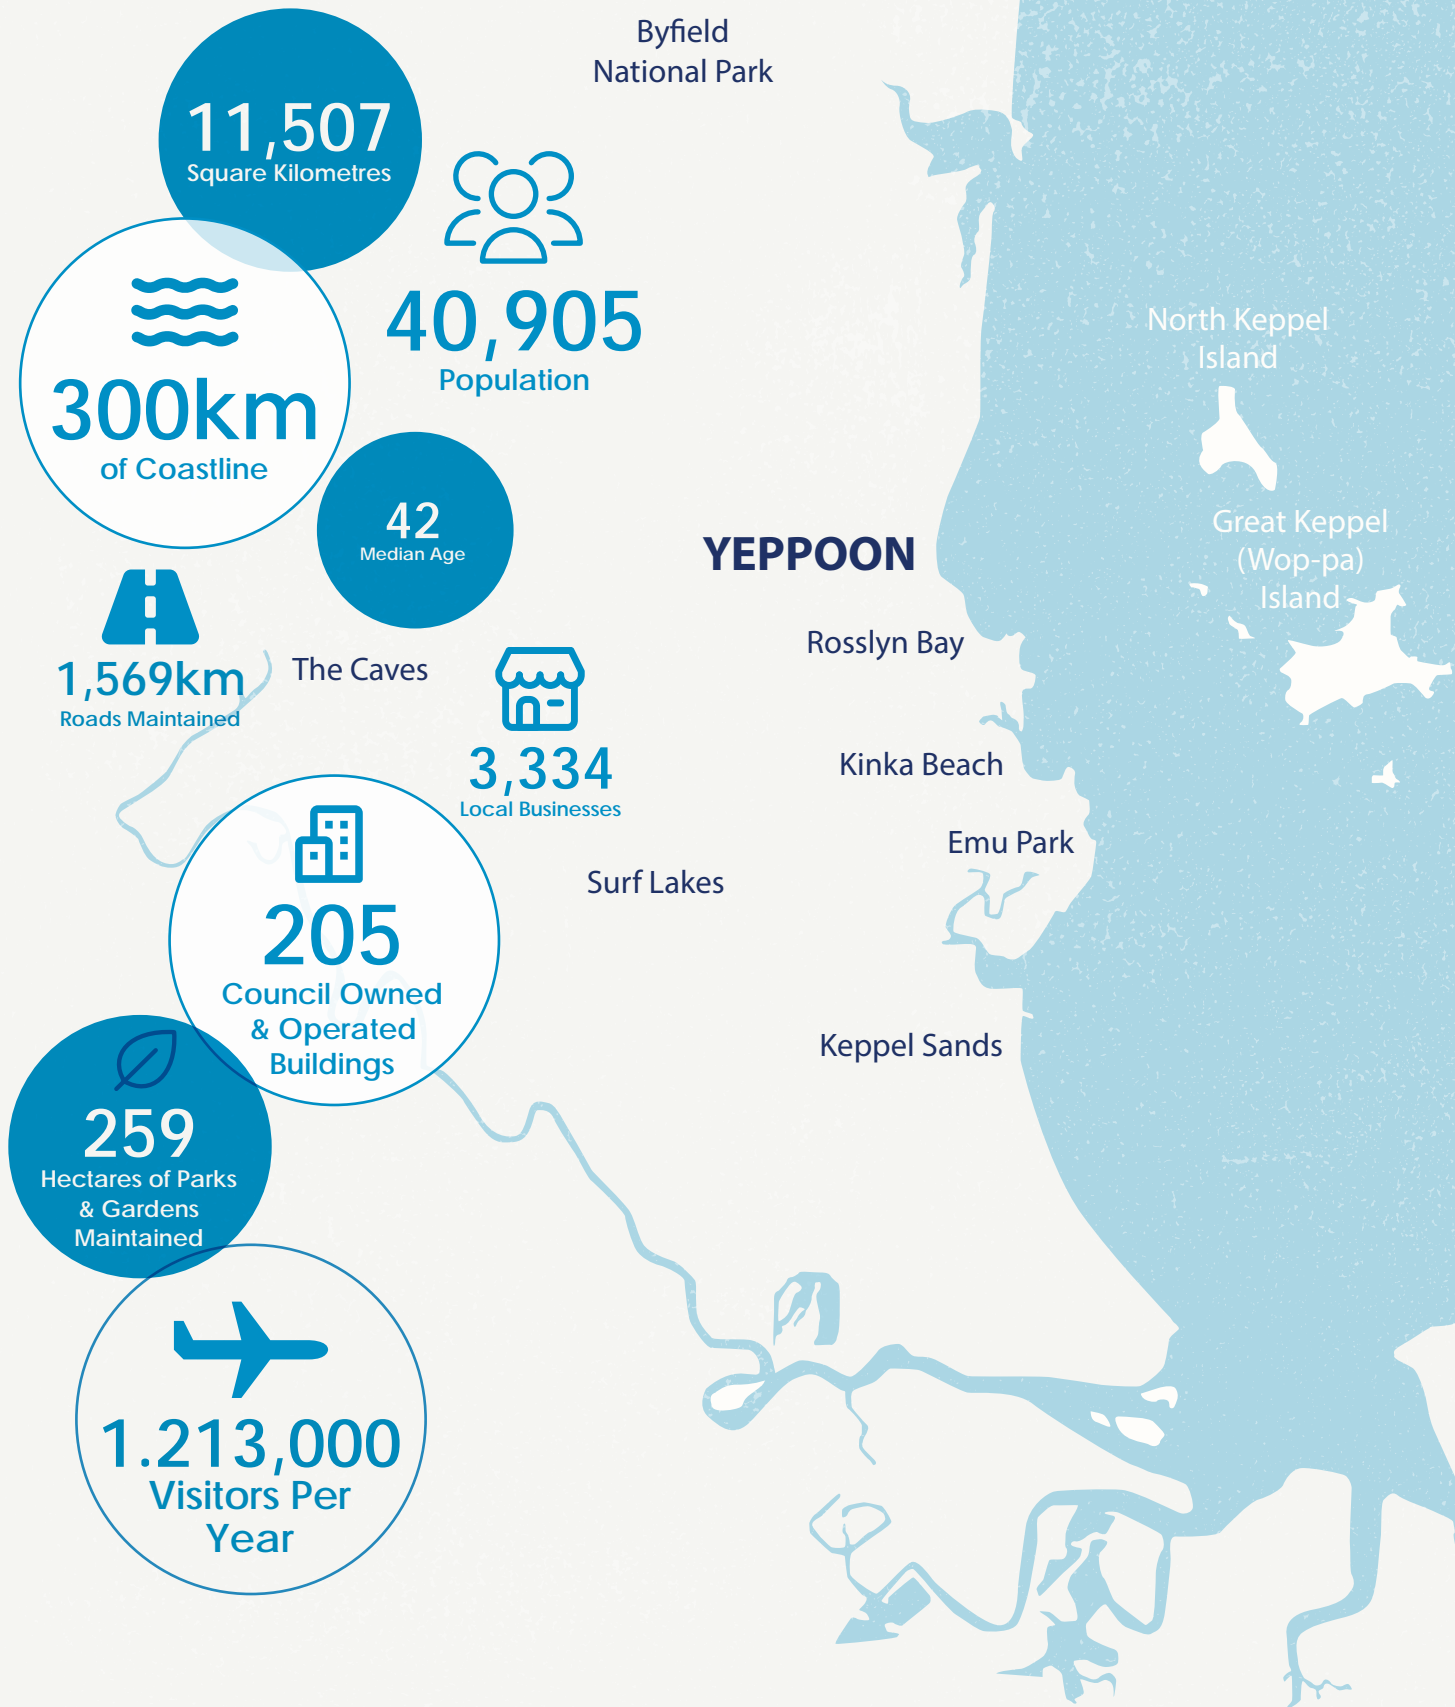 Byfield
National Park
11,507
Square Kilometres
40,905
Population
300km
of Coastline
North Keppel
Island
42
Median Age
YEPPOON
Great Keppel
(Wop-pa)
Island
Rosslyn Bay
1,569km
Roads Maintained
The Caves
3,334
Local Businesses
Kinka Beach
Emu Park
Surf Lakes
205
Council Owned
& Operated
Buildings
Keppel Sands
259
Hectares of Parks
& Gardens
Maintained
1.213,000
Visitors Per
Year